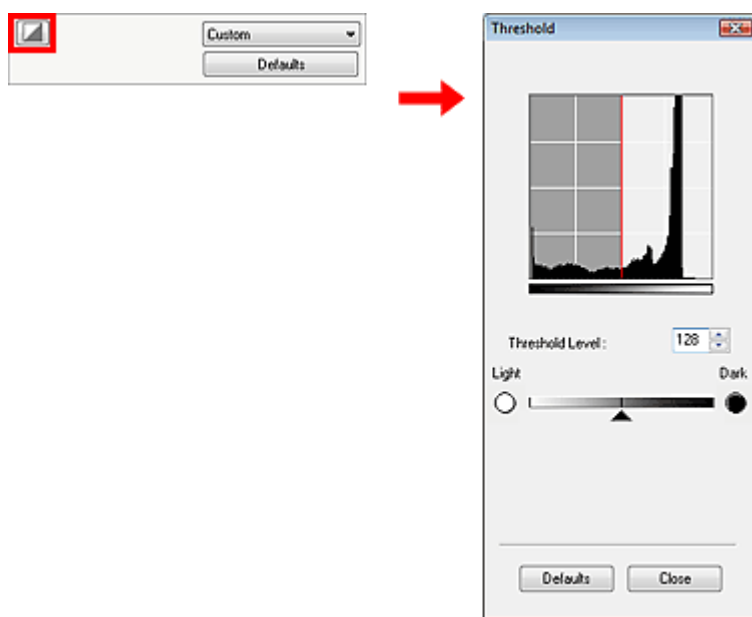 Custom
Defaults
Threshold
Threshold Level :
128
Light
Dark
Defaults
Close